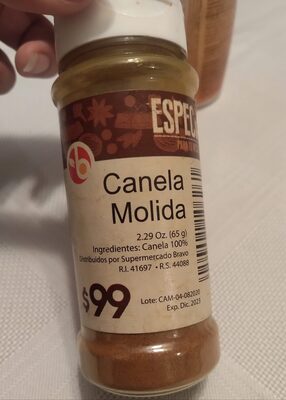 PARA
Canela
Molida
2.29 Oz. (65 g)
Ingredientes: Canela 100%
Distribuidos por Supermercado Bravo
R.I. 41697 • R.S. 44088
$99
Lote: CAM-04-082020
Exp. Dic. 2023